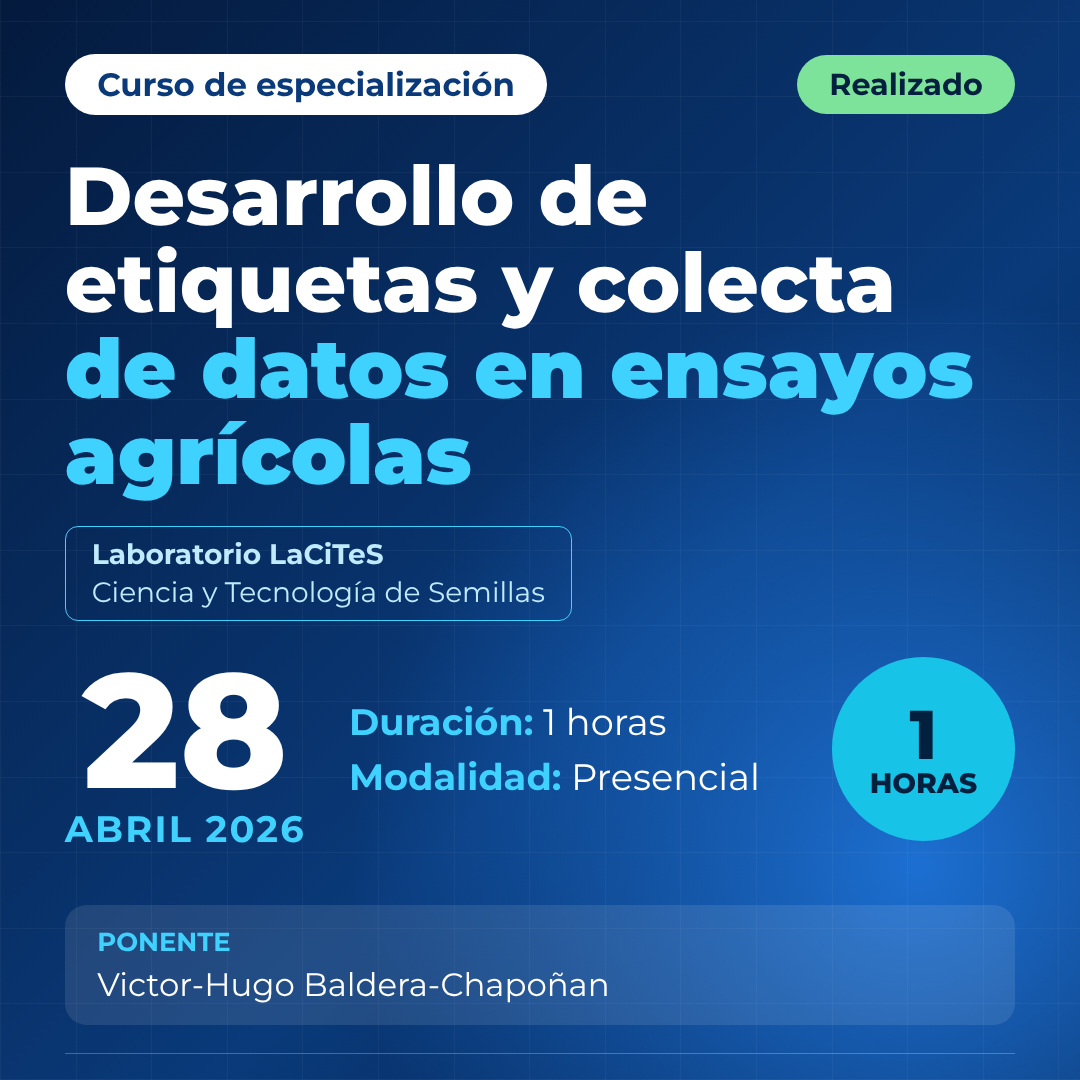 Curso de especialización
Realizado
Desarrollo de
etiquetas y colecta
de datos en ensayos
agrícolas
Laboratorio LaCiTeS
Ciencia y Tecnología de Semillas
28
ABRIL 2026
Duración: 1 horas
Modalidad: Presencial
1
HORAS
PONENTE
Victor-Hugo Baldera-Chapoñan